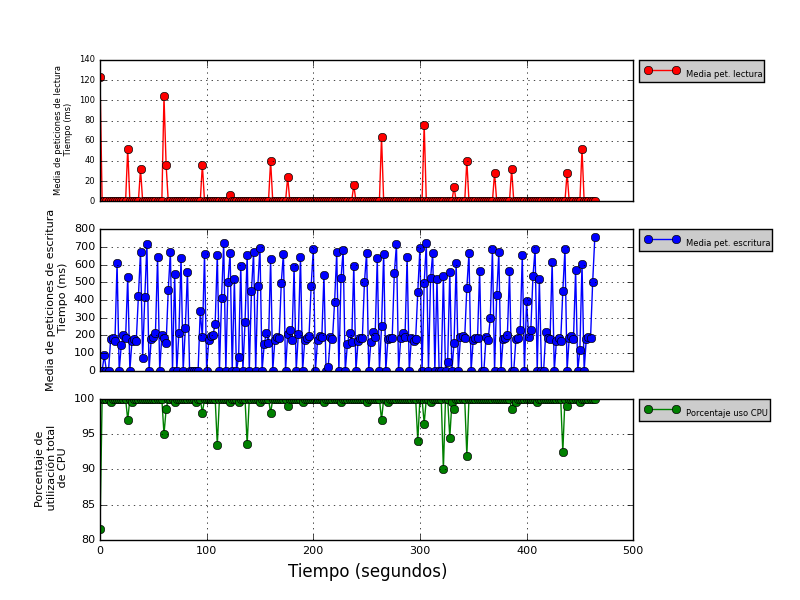 140
120
100
80
60
40
20
0
Media de peticiones de lectura
Tiempo (ms)
Media pet. lectura
800
700
600
500
400
300
200
100
0
Media de peticiones de escritura
Tiempo (ms)
Media pet. escritura
100
95
90
85
80
Porcentaje de
utilización total
de CPU
Porcentaje uso CPU
0 100 200 300 400 500
Tiempo (segundos)